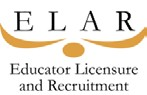 ELAR
Educator Licensure
and Recruitment